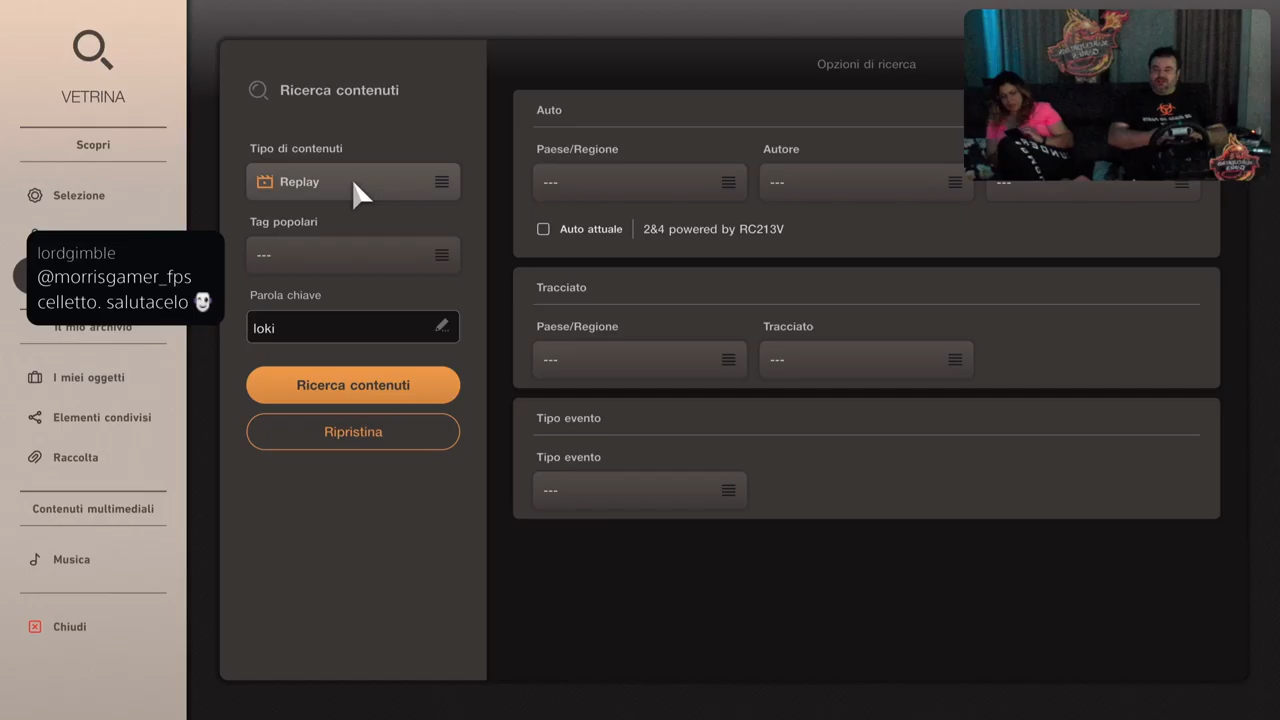 VETRINA
Scopri
Selezione
lordgimble
@morrisgamer_fps
celletto. salutacelo
Il mio archivio
I miei oggetti
Elementi condivisi
Raccolta
Contenuti multimediali
Musica
Chiudi
Ricerca contenuti
Tipo di contenuti
Replay
Tag popolari
---
Parola chiave
loki
Ricerca contenuti
Ripristina
Opzioni di ricerca
Auto
Paese/Regione
Autore
---
---
---
Auto attuale
2&4 powered by RC213V
Tracciato
Paese/Regione
Tracciato
---
---
Tipo evento
Tipo evento
---